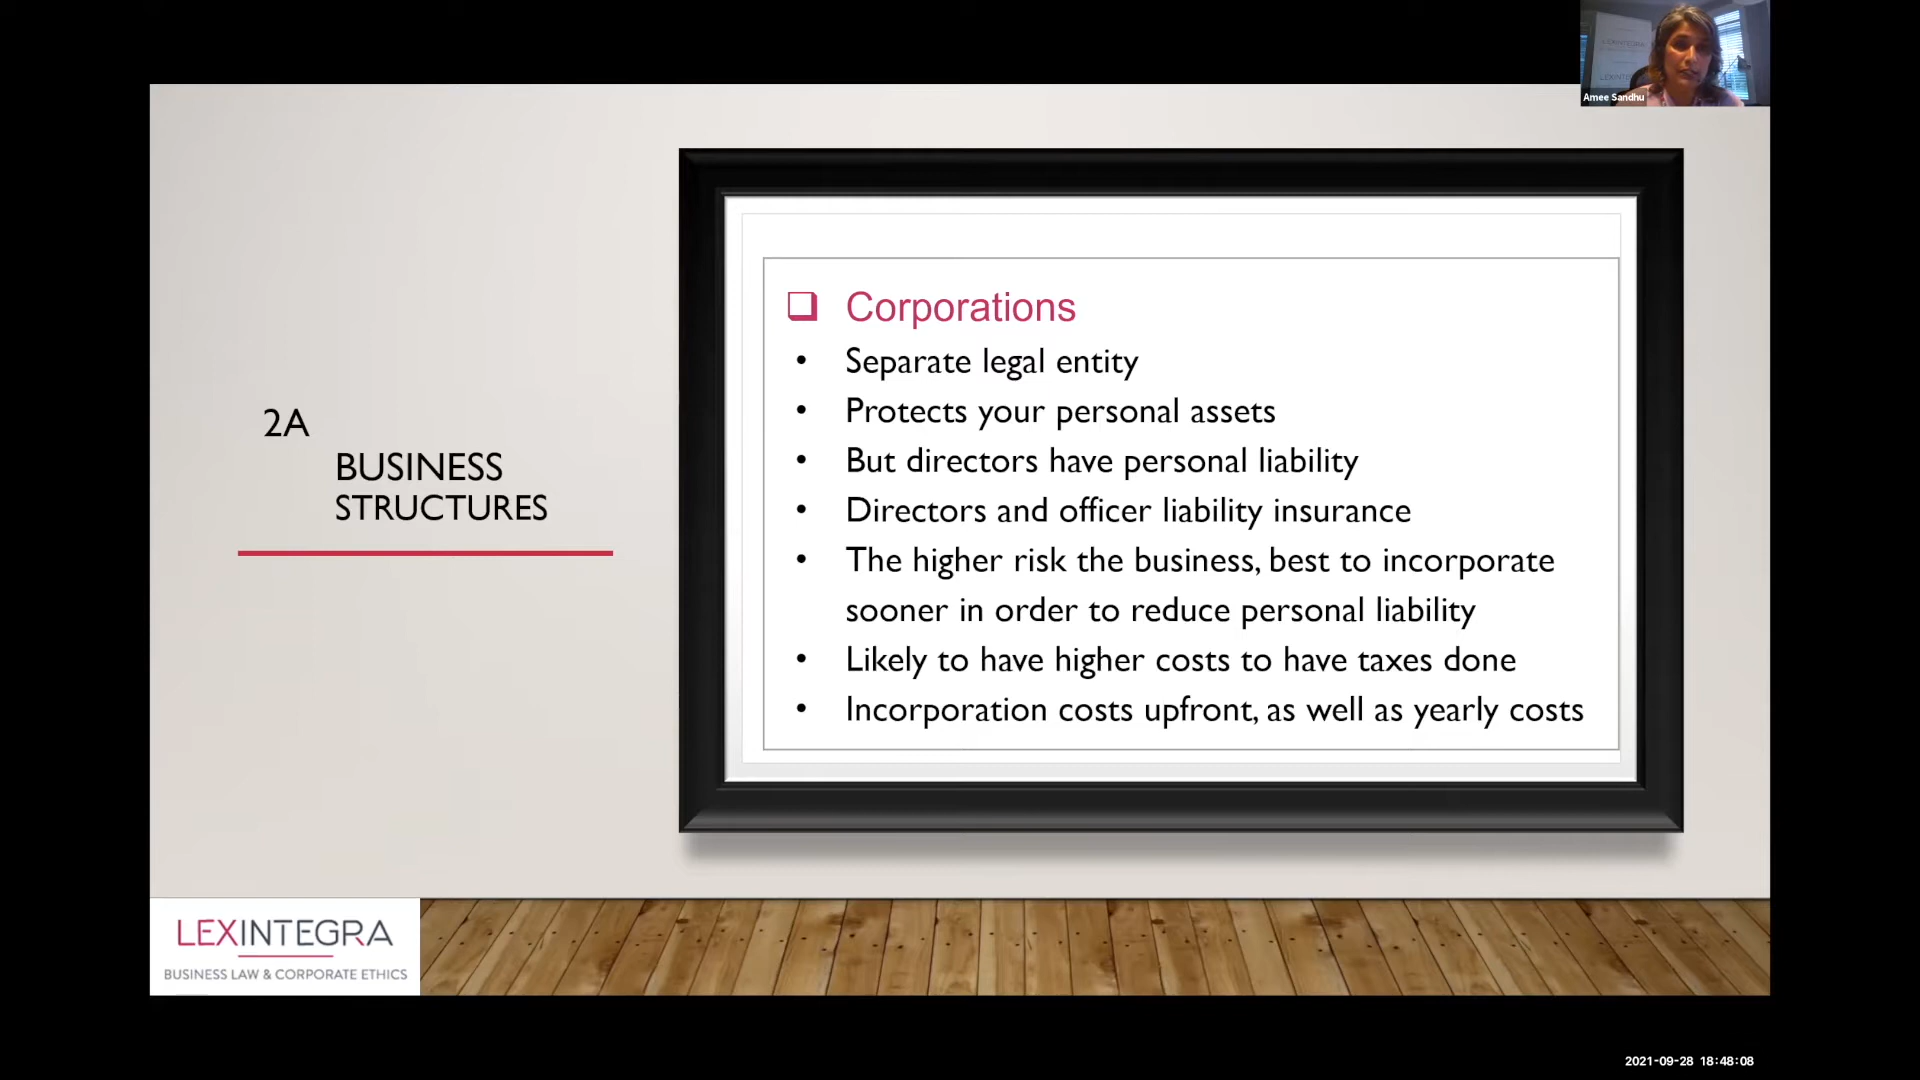 Amee Sandhu
2A
BUSINESS
STRUCTURES
❑ Corporations
• Separate legal entity
• Protects your personal assets
• But directors have personal liability
• Directors and officer liability insurance
• The higher risk the business, best to incorporate
sooner in order to reduce personal liability
• Likely to have higher costs to have taxes done
• Incorporation costs upfront, as well as yearly costs
LEXINTEGRA
BUSINESS LAW & CORPORATE ETHICS
2021-09-28 18:48:08